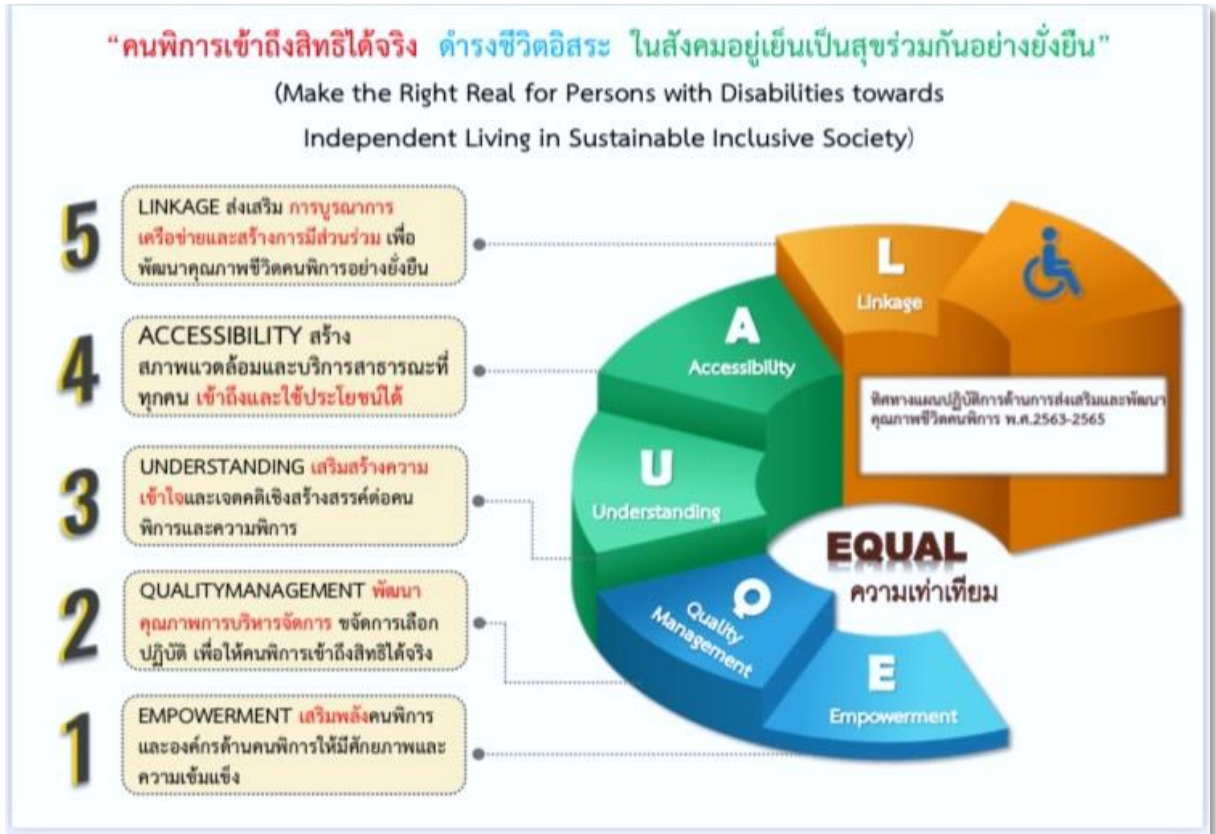 “คนพิการเข้าถึงสิทธิได้จริง ดำรงชีวิตอิสระ ในสังคมอยู่เย็นเป็นสุขร่วมกันอย่างยั่งยืน”
(Make the Right Real for Persons with Disabilities towards
Independent Living in Sustainable Inclusive Society)
5
LINKAGE ส่งเสริม การบูรณาการ
เครือข่ายและสร้างการมีส่วนร่วม เพื่อ
พัฒนาคุณภาพชีวิตคนพิการอย่างยั่งยืน
4
ACCESSIBILITY สร้าง
สภาพแวดล้อมและบริการสาธารณะที่
ทุกคน เข้าถึงและใช้ประโยชน์ได้
3
UNDERSTANDING เสริมสร้างความ
เข้าใจและเจตคติเชิงสร้างสรรค์ต่อคน
พิการและความพิการ
2
QUALITYMANAGEMENT พัฒนา
คุณภาพการบริหารจัดการ ขจัดการเลือก
ปฏิบัติ เพื่อให้คนพิการเข้าถึงสิทธิได้จริง
1
EMPOWERMENT เสริมพลังคนพิการ
และองค์กรด้านคนพิการให้มีศักยภาพและ
ความเข้มแข็ง
L
Linkage
A
Accessibility
U
Understanding
Q
Quality
Management
E
Empowerment
ทิศทางแผนปฏิบัติการด้านการส่งเสริมและพัฒนา
คุณภาพชีวิตคนพิการ พ.ศ.2563-2565
EQUAL
ความเท่าเทียม